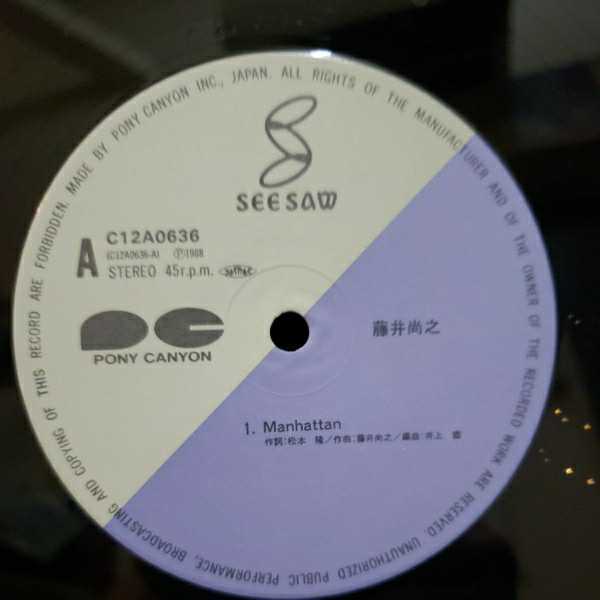 MADE BY PONY CANYON INC., JAPAN. ALL RIGHTS OF THE MANUFACTURER AND OF THE OWNER OF THE RECORDED WORK ARE RESERVED. UNAUTHORIZED PUBLIC PERFORMANCE, BROADCASTING AND COPYING OF THIS RECORD ARE FORBIDDEN.
SEESAW
A
C12A0636
(C12A0636-A) Ⓟ1988
STEREO 45r.p.m.
PC
PONY CANYON
藤井尚之
1. Manhattan
作詞:松本 隆/作曲:藤井尚之/編曲:井上 鑑